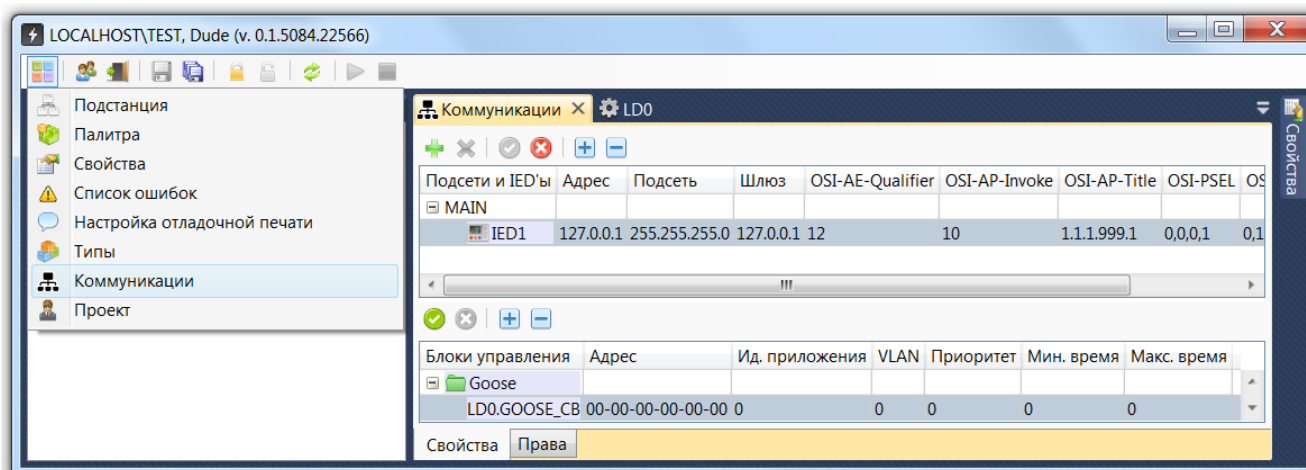 LOCALHOST\TEST, Dude (v. 0.1.5084.22566)
Подстанция
Палитра
Свойства
Список ошибок
Настройка отладочной печати
Типы
Коммуникации
Проект
Коммуникации LD0
Подсети и IED'ы Адрес Подсеть Шлюз OSI-AE-Qualifier OSI-AP-Invoke OSI-AP-Title OSI-PSEL OS
MAIN
IED1 127.0.0.1 255.255.255.0 127.0.0.1 12 10 1.1.1.999.1 0,0,0,1 0,1
Блоки управления Адрес Ид. приложения VLAN Приоритет Мин. время Макс. время
Goose
LD0.GOOSE_CB 00-00-00-00-00-00 0 0 0 0 0
Свойства Права
Свойства